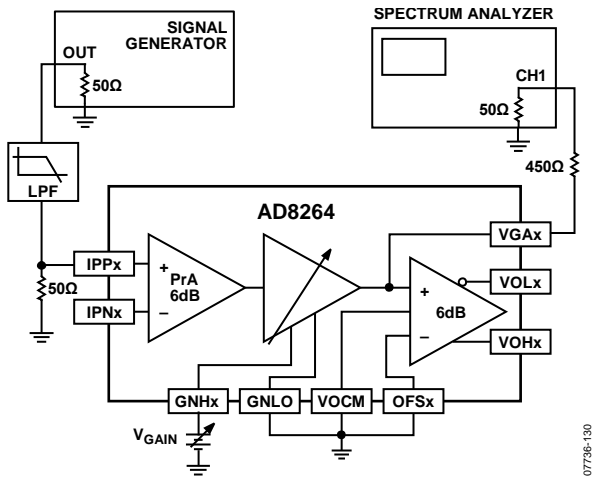 SIGNAL
GENERATOR
OUT
50Ω
SPECTRUM ANALYZER
CH1
50Ω
450Ω
LPF
AD8264
VGAx
IPPx
+
PrA
6dB
–
IPNx
50Ω
+
6dB
–
VOLx
VOHx
GNHx
GNLO
VOCM
OFSx
VGAIN
07736-130